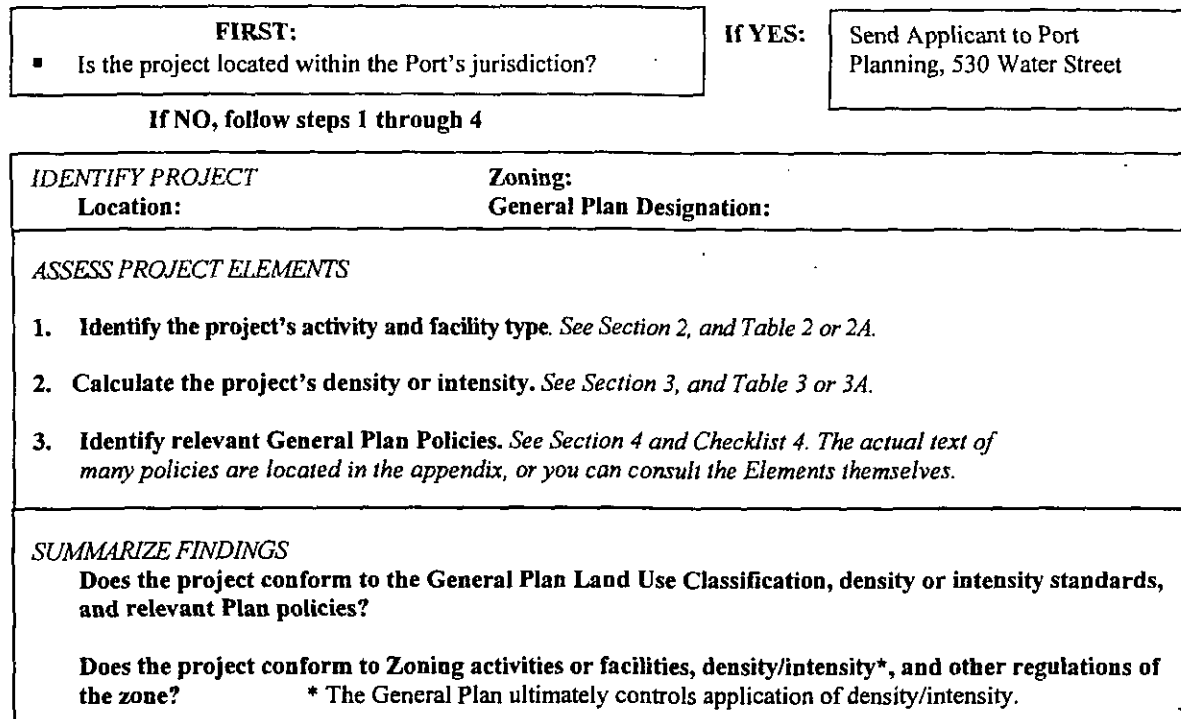 FIRST:
▪ Is the project located within the Port's jurisdiction?
If YES:
Send Applicant to Port
Planning, 530 Water Street
If NO, follow steps 1 through 4
IDENTIFY PROJECT Zoning:
Location: General Plan Designation:
ASSESS PROJECT ELEMENTS
1. Identify the project's activity and facility type. See Section 2, and Table 2 or 2A.
2. Calculate the project's density or intensity. See Section 3, and Table 3 or 3A.
3. Identify relevant General Plan Policies. See Section 4 and Checklist 4. The actual text of
many policies are located in the appendix, or you can consult the Elements themselves.
SUMMARIZE FINDINGS
Does the project conform to the General Plan Land Use Classification, density or intensity standards,
and relevant Plan policies?
Does the project conform to Zoning activities or facilities, density/intensity*, and other regulations of
the zone? * The General Plan ultimately controls application of density/intensity.